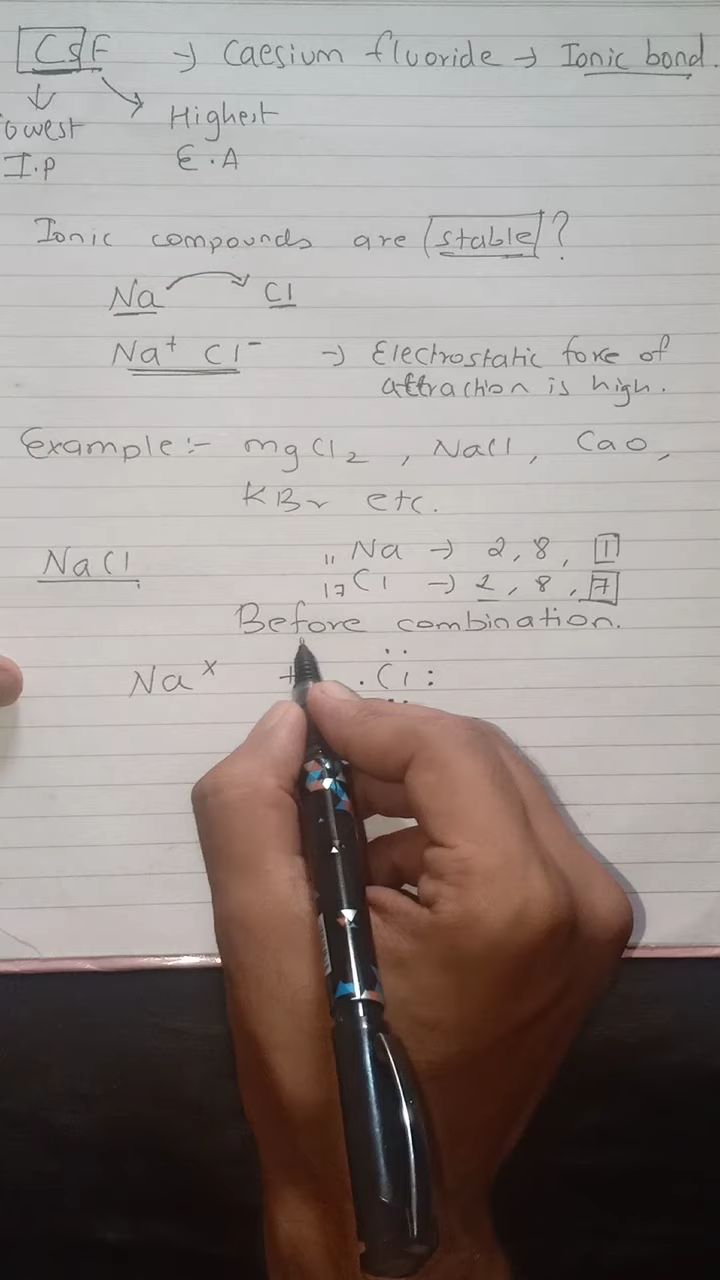 CsF → Caesium fluoride → Ionic bond.
owest Highest
I.P E.A
Ionic compounds are stable?
Na Cl
Na⁺ Cl⁻ → Electrostatic force of
attraction is high.
Example:- mgCl₂, NaCl, CaO,
KBr etc.
NaCl ₁₁Na → 2, 8, 1
₁₇Cl → 2, 8, 7
Before combination.
Naˣ + .Cl: